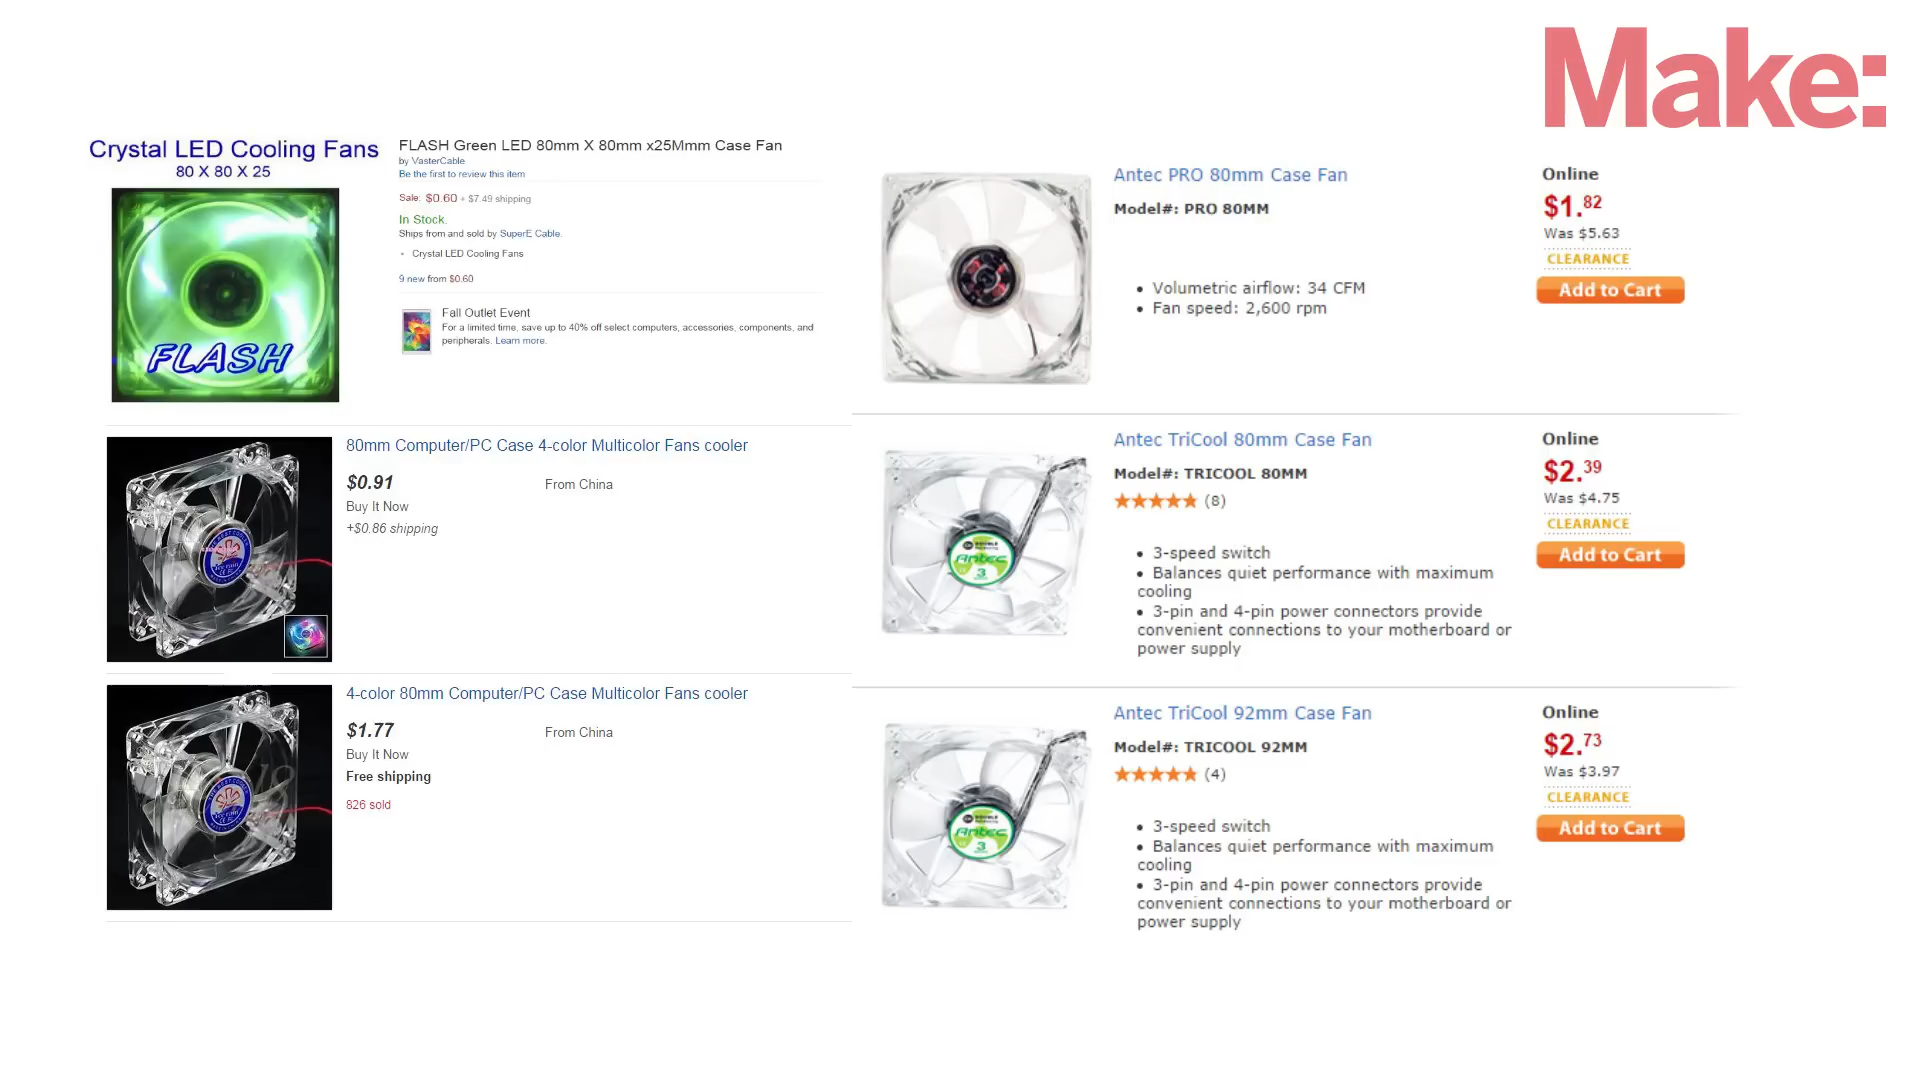 Make:
Crystal LED Cooling Fans
80 X 80 X 25
FLASH
FLASH Green LED 80mm X 80mm x25Mmm Case Fan
by VasterCable
Be the first to review this item
Sale: $0.60 + $7.49 shipping
In Stock.
Ships from and sold by SuperE Cable.
• Crystal LED Cooling Fans
9 new from $0.60
Fall Outlet Event
For a limited time, save up to 40% off select computers, accessories, components, and
peripherals. Learn more.
80mm Computer/PC Case 4-color Multicolor Fans cooler
$0.91
From China
Buy It Now
+$0.86 shipping
4-color 80mm Computer/PC Case Multicolor Fans cooler
$1.77
From China
Buy It Now
Free shipping
826 sold
Antec PRO 80mm Case Fan
Model#: PRO 80MM
• Volumetric airflow: 34 CFM
• Fan speed: 2,600 rpm
Online
$1.82
Was $5.63
CLEARANCE
Add to Cart
Antec TriCool 80mm Case Fan
Model#: TRICOOL 80MM
(8)
• 3-speed switch
• Balances quiet performance with maximum
cooling
• 3-pin and 4-pin power connectors provide
convenient connections to your motherboard or
power supply
Antec
3
Online
$2.39
Was $4.75
CLEARANCE
Add to Cart
Antec TriCool 92mm Case Fan
Model#: TRICOOL 92MM
(4)
• 3-speed switch
• Balances quiet performance with maximum
cooling
• 3-pin and 4-pin power connectors provide
convenient connections to your motherboard or
power supply
Antec
3
Online
$2.73
Was $3.97
CLEARANCE
Add to Cart